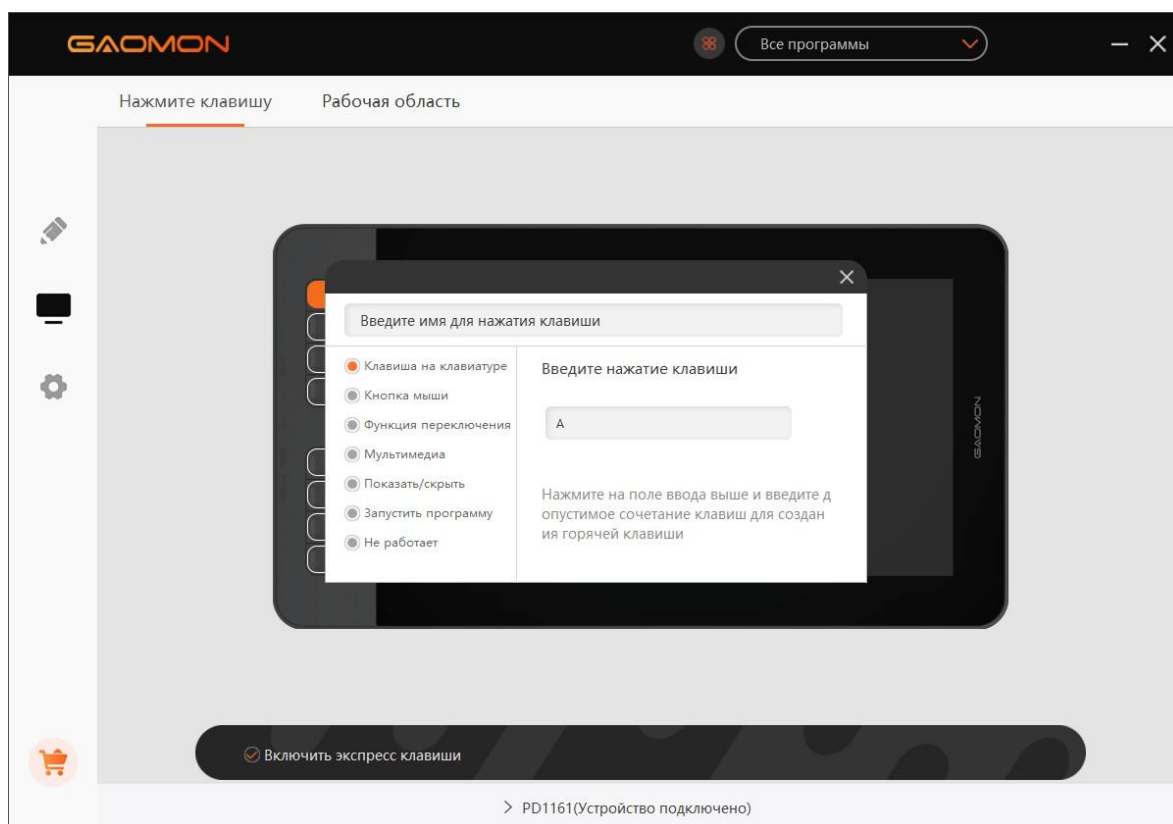 GAOMON
Все программы
Нажмите клавишу
Рабочая область
Введите имя для нажатия клавиши
Клавиша на клавиатуре
Кнопка мыши
Функция переключения
Мультимедиа
Показать/скрыть
Запустить программу
Не работает
Введите нажатие клавиши
A
Нажмите на поле ввода выше и введите д
опустимое сочетание клавиш для создан
ия горячей клавиши
GAOMON
Включить экспресс клавиши
PD1161(Устройство подключено)